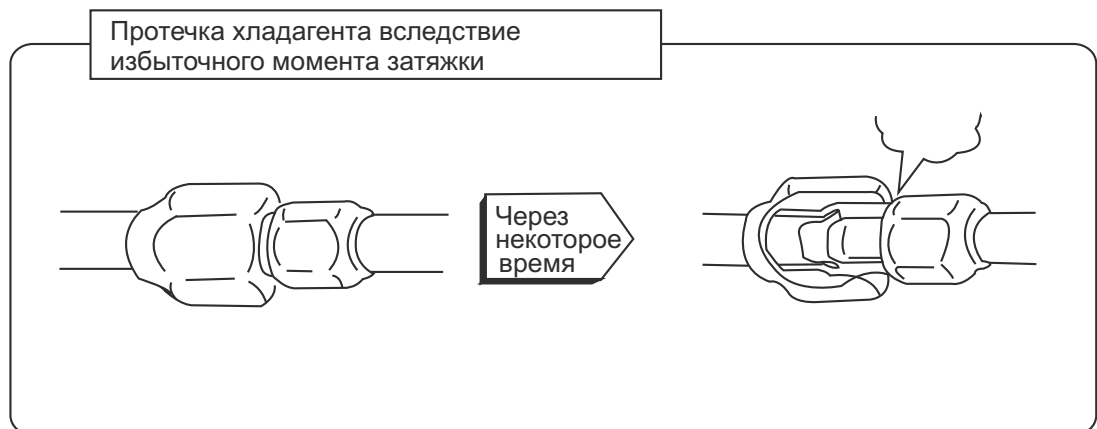 Протечка хладагента вследствие
избыточного момента затяжки
Через
некоторое
время